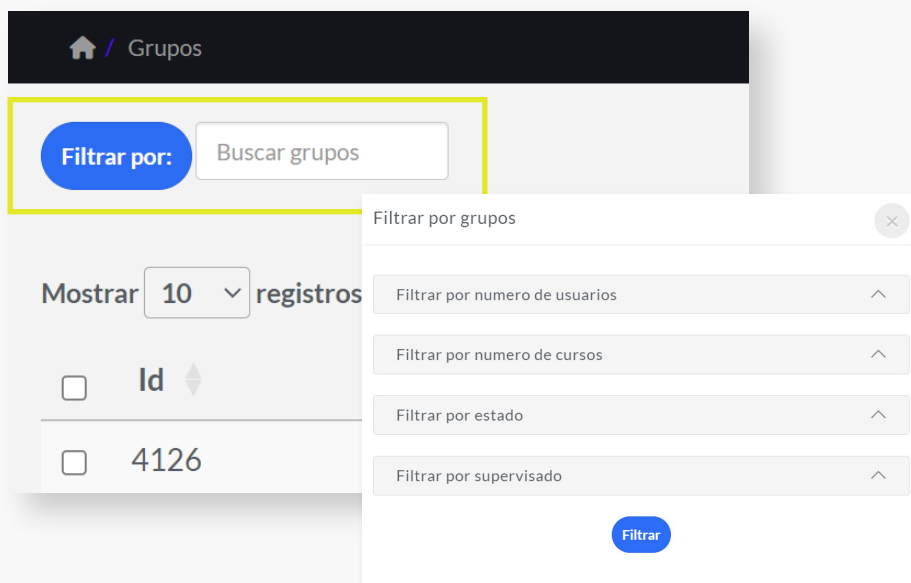 / Grupos
Filtrar por: Buscar grupos
Filtrar por grupos
Mostrar 10 registros
Filtrar por numero de usuarios
Filtrar por numero de cursos
Id
Filtrar por estado
4126
Filtrar por supervisado
Filtrar